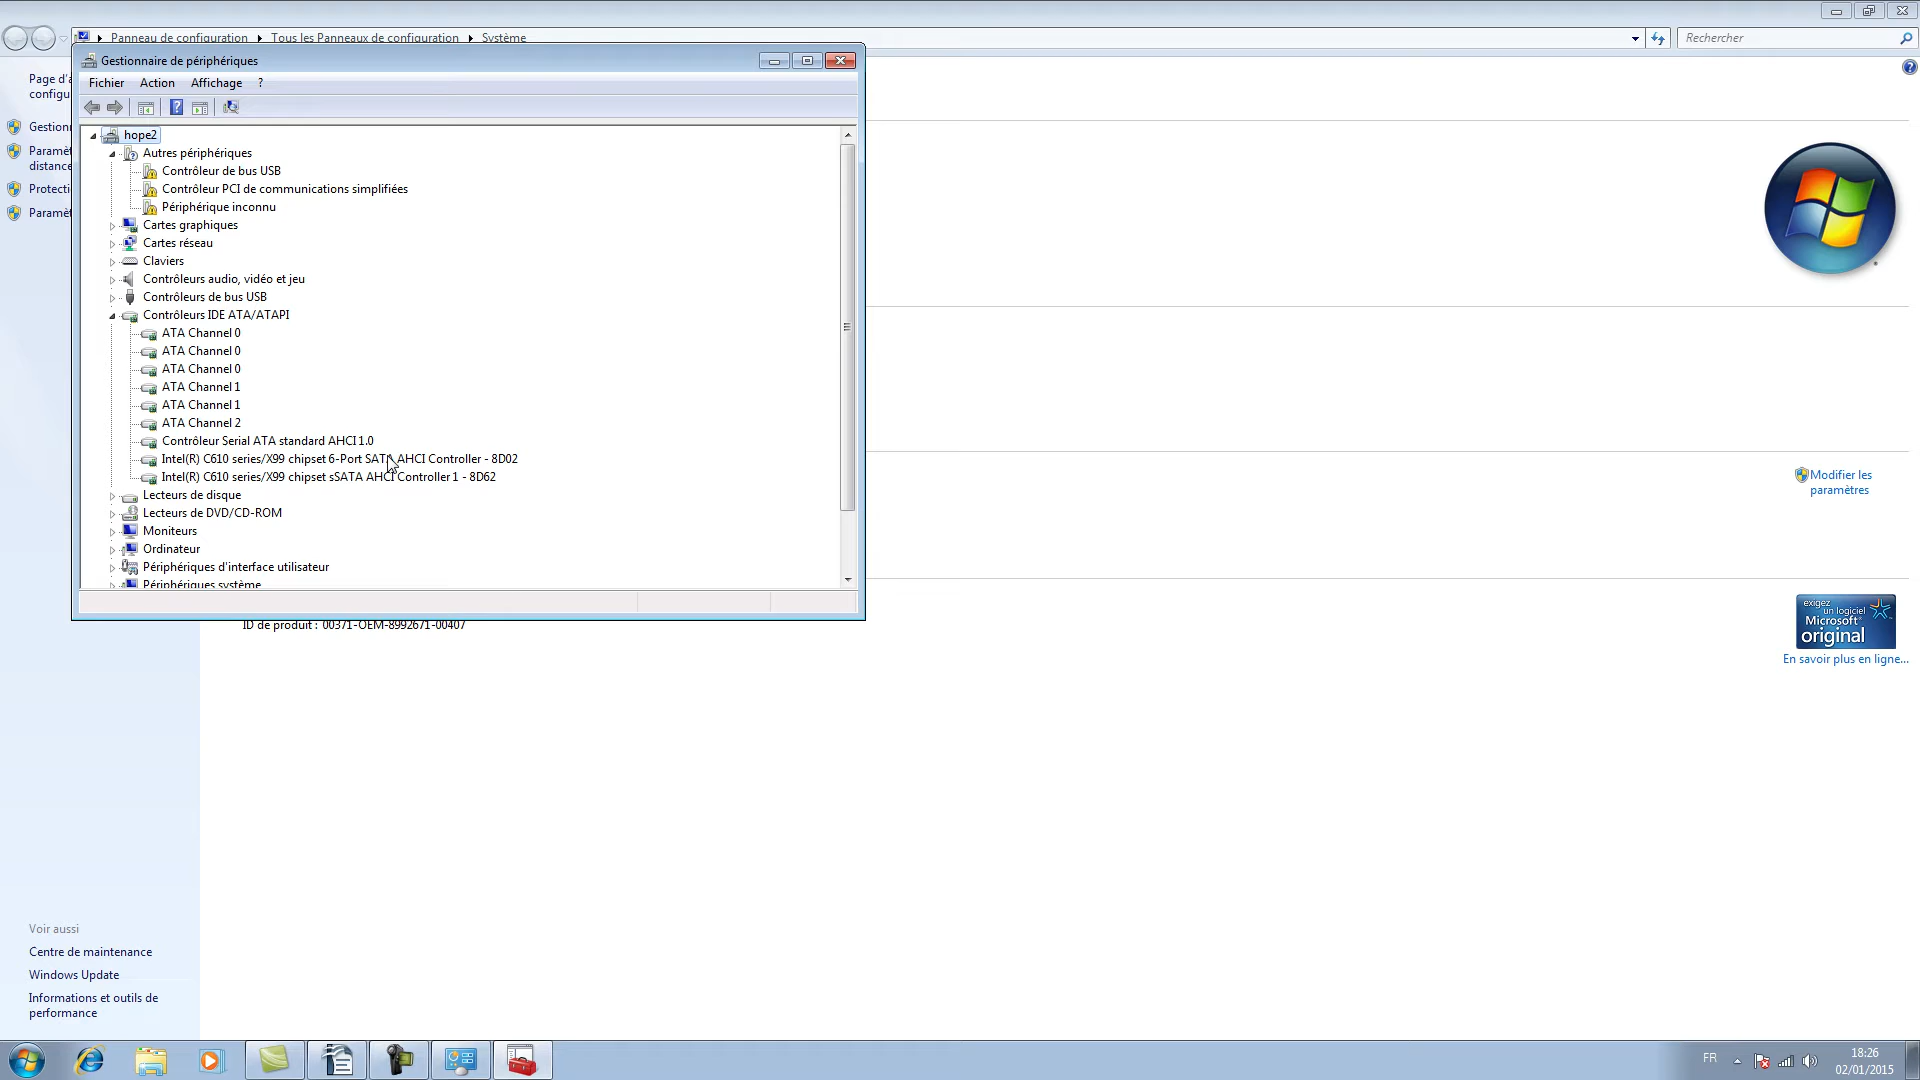 Panneau de configuration
Tous les Panneaux de configuration
Système
Rechercher
Gestionnaire de périphériques
Fichier
Action
Affichage
?
Page d'a
configu
Gestionn
Paramèt
distance
Protecti
Paramèt
hope2
Autres périphériques
Contrôleur de bus USB
Contrôleur PCI de communications simplifiées
Périphérique inconnu
Cartes graphiques
Cartes réseau
Claviers
Contrôleurs audio, vidéo et jeu
Contrôleurs de bus USB
Contrôleurs IDE ATA/ATAPI
ATA Channel 0
ATA Channel 0
ATA Channel 0
ATA Channel 1
ATA Channel 1
ATA Channel 2
Contrôleur Serial ATA standard AHCI 1.0
Intel(R) C610 series/X99 chipset 6-Port SATA AHCI Controller - 8D02
Intel(R) C610 series/X99 chipset sSATA AHCI Controller 1 - 8D62
Lecteurs de disque
Lecteurs de DVD/CD-ROM
Moniteurs
Ordinateur
Périphériques d'interface utilisateur
Périphériques système
Modifier les
paramètres
ID de produit : 00371-OEM-8992671-00407
exigez
un logiciel
Microsoft®
original
En savoir plus en ligne...
Voir aussi
Centre de maintenance
Windows Update
Informations et outils de
performance
FR
18:26
02/01/2015